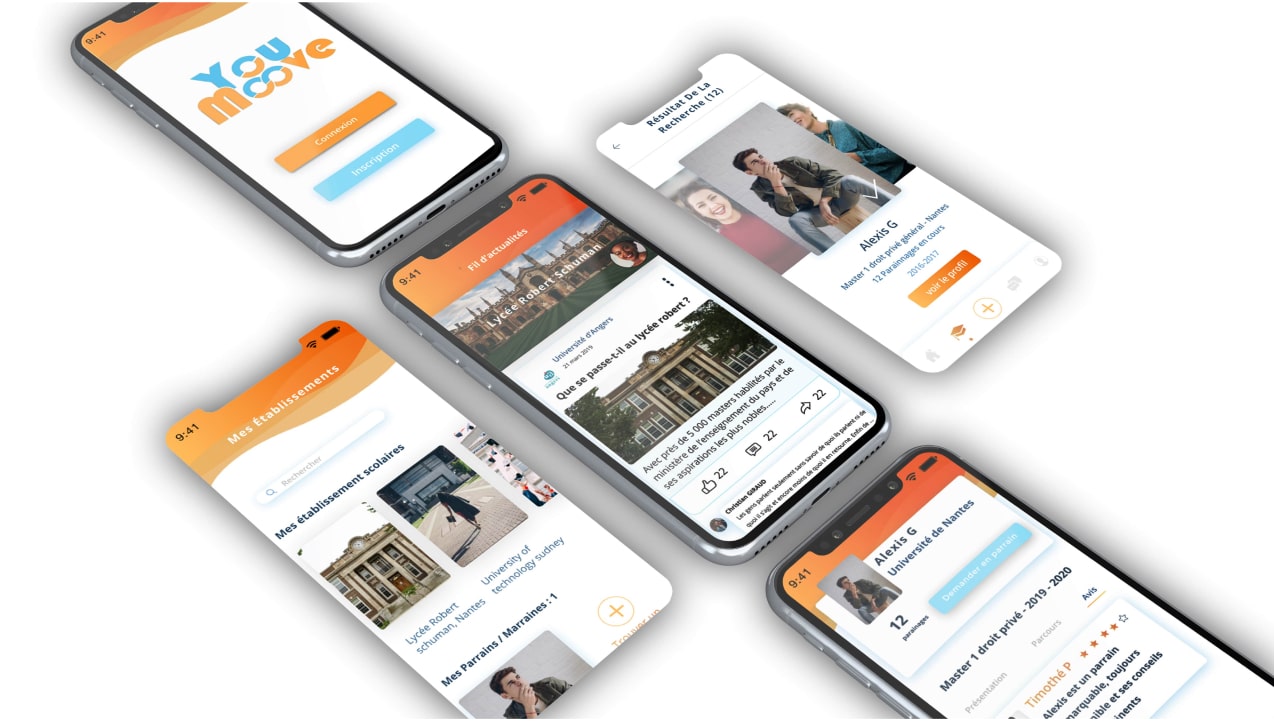 9:41
You
Moove
Connexion
Inscription
Résultat De La
Recherche (12)
Alexis G
Master 1 droit privé général - Nantes
12 Parainnages en cours
2016-2017
voir le profil
9:41
Fil d'actualités
Lycée Robert Schuman
Université d'Angers
21 mars 2019
Que se passe-t-il au lycée robert ?
Avec près de 5 000 masters habilités par le
ministère de l'enseignement du pays et de
ses aspirations les plus nobles.....
22
22
22
Christian GIRAUD
Les gens parlent seulement sans savoir de quoi ils parlent ni de
quoi il s'agit et encore moins de quoi il en retourne. Enfin de ...
9:41
Mes Établissements
Rechercher
Mes établissement scolaires
Lycée Robert
schuman, Nantes
University of
technology sudney
Mes Parrains / Marraines : 1
Trouver un
9:41
Alexis G
Université de Nantes
Demander en parrain
12
parainages
Master 1 droit privé - 2019 - 2020
Présentation
Parcours
Avis
Timothé P
Alexis est un parrain
toujours
et ses conseils